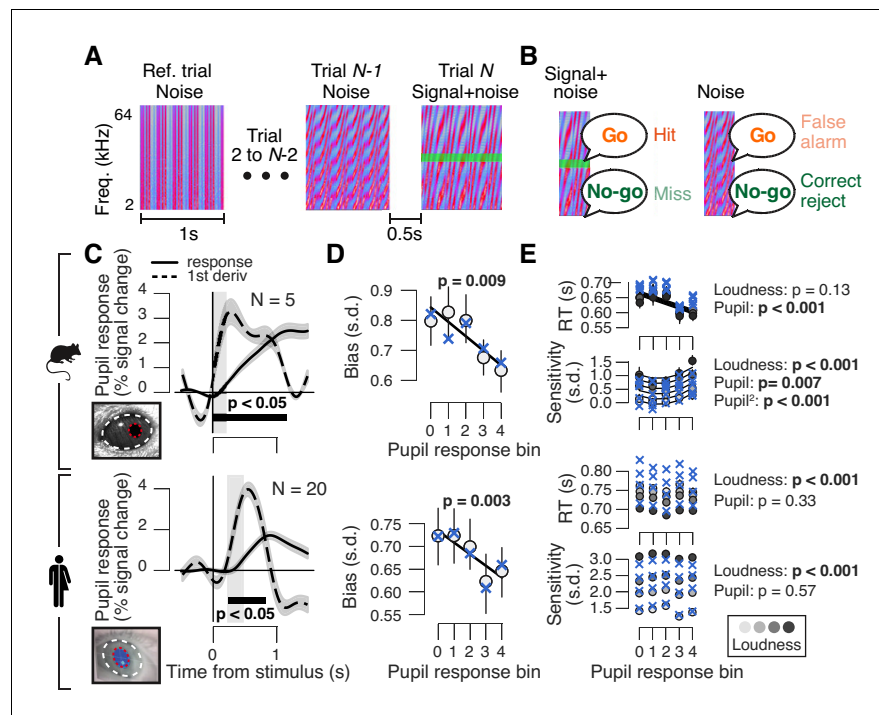 A
Ref. trial
Noise
Trial N-1
Noise
Trial N
Signal+noise
64
Freq. (kHz)
2
Trial
2 to N-2
1s
0.5s
B
Signal+
noise
Go
Hit
No-go
Miss
Noise
Go
False
alarm
No-go
Correct
reject
C
response
1st deriv
Pupil response
(% signal change)
4
3
2
1
0
N = 5
p < 0.05
Pupil response
(% signal change)
4
2
0
N = 20
p < 0.05
0
1
Time from stimulus (s)
D
p = 0.009
Bias (s.d.)
0.9
0.8
0.7
0.6
0 1 2 3 4
Pupil response bin
p = 0.003
Bias (s.d.)
0.75
0.70
0.65
0.60
0.55
0 1 2 3 4
Pupil response bin
E
RT (s)
0.70
0.65
0.60
0.55
Loudness: p = 0.13
Pupil: p < 0.001
Sensitivity
(s.d.)
1.5
1.0
0.5
0.0
Loudness: p < 0.001
Pupil: p= 0.007
Pupil²: p < 0.001
0 1 2 3 4
RT (s)
0.80
0.75
0.70
0.65
Loudness: p < 0.001
Pupil: p = 0.33
Sensitivity
(s.d.)
3.0
2.5
2.0
1.5
Loudness: p < 0.001
Pupil: p = 0.57
0 1 2 3 4
Pupil response bin
Loudness